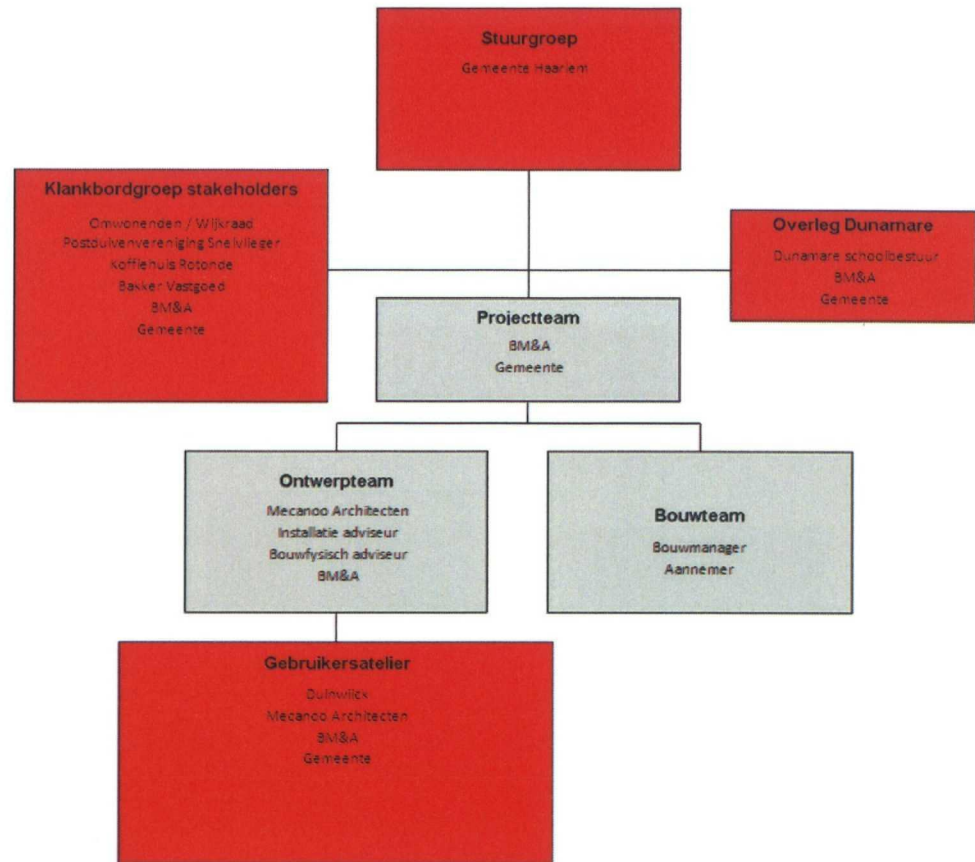 Stuurgroep
Gemeente Haarlem
Klankbordgroep stakeholders
Omwonenden / Wijkraad
Postduivenvereniging Snelvlieger
Koffiehuis Rotonde
Bakker Vastgoed
BM&A
Gemeente
Overleg Dunamare
Dunamare schoolbestuur
BM&A
Gemeente
Projectteam
BM&A
Gemeente
Ontwerpteam
Mecanoo Architecten
Installatie adviseur
Bouwfysisch adviseur
BM&A
Bouwteam
Bouwmanager
Aannemer
Gebruikersatelier
Duinwijck
Mecanoo Architecten
BM&A
Gemeente